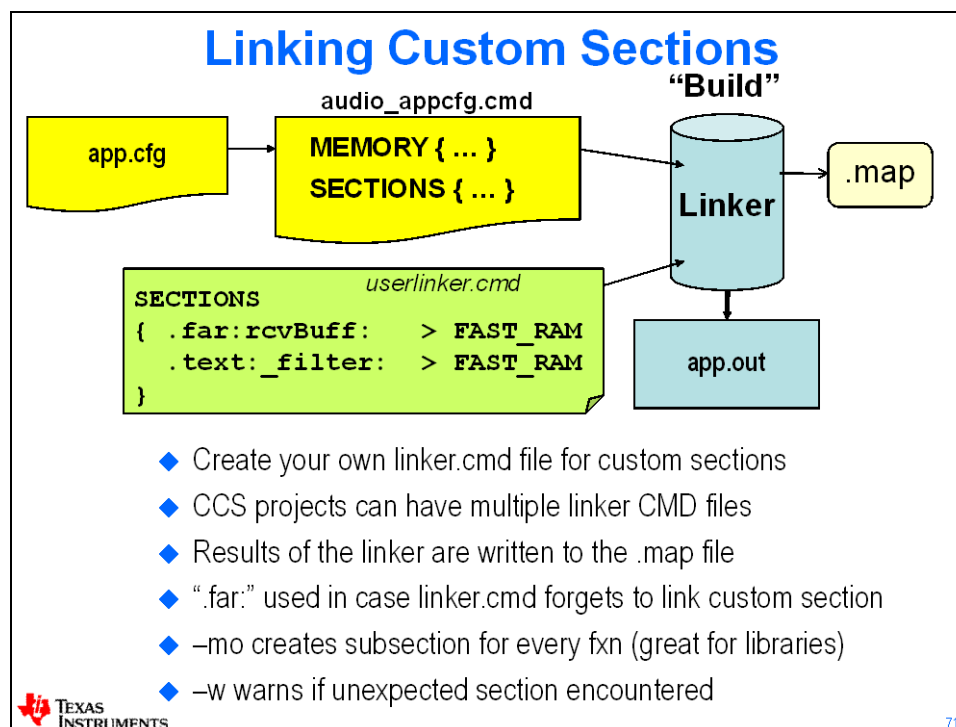 Linking Custom Sections
“Build”
audio_appcfg.cmd
app.cfg
MEMORY { … }
SECTIONS { … }
Linker
.map
userlinker.cmd
SECTIONS
{ .far:rcvBuff: > FAST_RAM
.text:_filter: > FAST_RAM
}
app.out
Create your own linker.cmd file for custom sections
CCS projects can have multiple linker CMD files
Results of the linker are written to the .map file
“.far:” used in case linker.cmd forgets to link custom section
–mo creates subsection for every fxn (great for libraries)
–w warns if unexpected section encountered
TEXAS
INSTRUMENTS
71